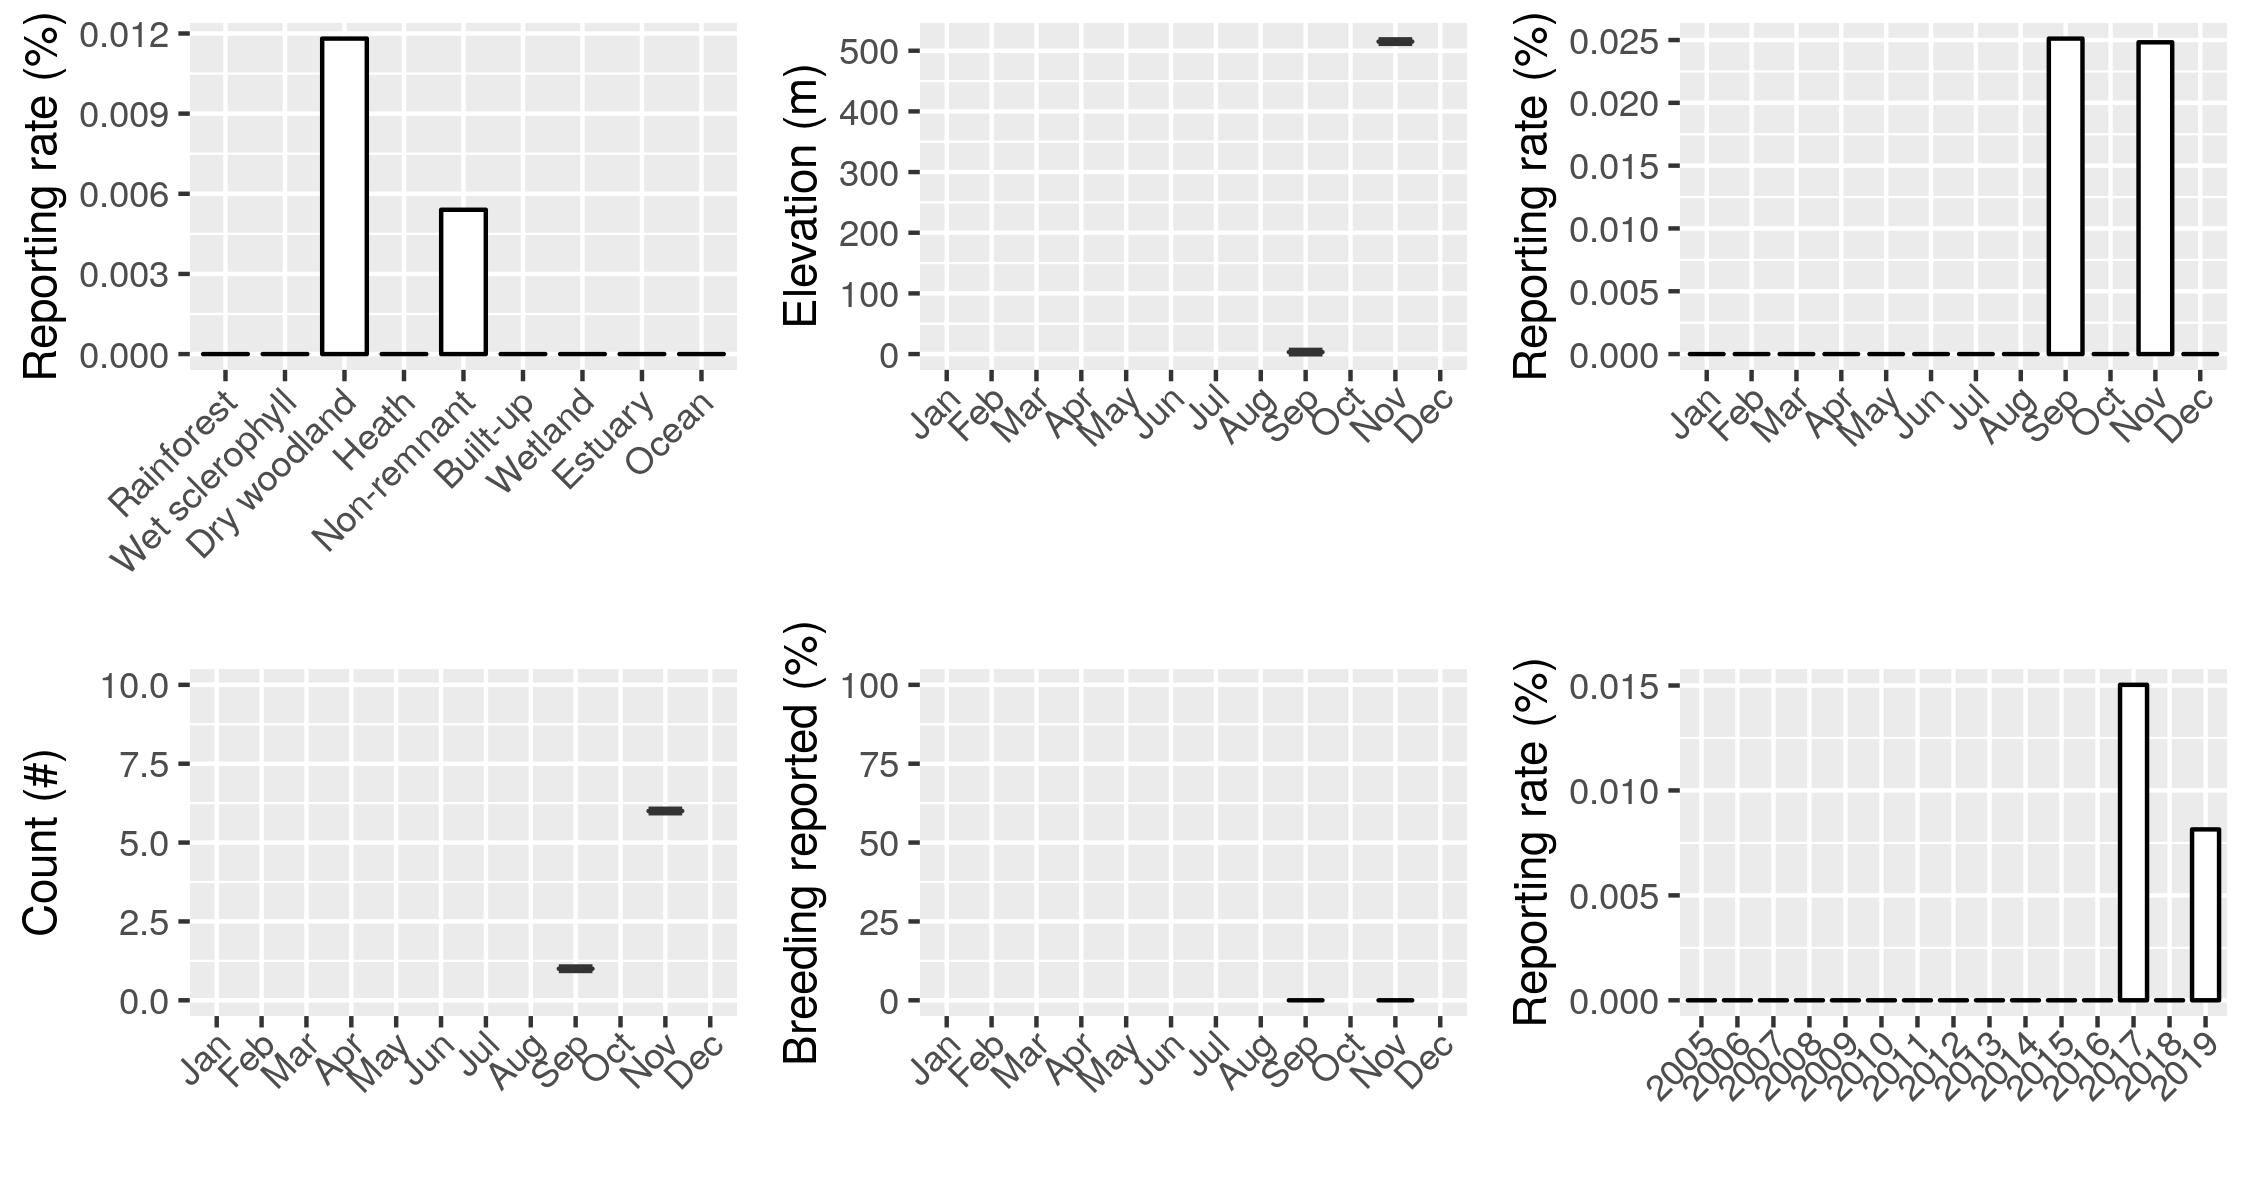 Reporting rate (%)
0.012
0.009
0.006
0.003
0.000
Rainforest
Wet sclerophyll
Dry woodland
Heath
Non-remnant
Built-up
Wetland
Estuary
Ocean
Elevation (m)
500
400
300
200
100
0
Jan
Feb
Mar
Apr
May
Jun
Jul
Aug
Sep
Oct
Nov
Dec
Reporting rate (%)
0.025
0.020
0.015
0.010
0.005
0.000
Jan
Feb
Mar
Apr
May
Jun
Jul
Aug
Sep
Oct
Nov
Dec
Count (#)
10.0
7.5
5.0
2.5
0.0
Jan
Feb
Mar
Apr
May
Jun
Jul
Aug
Sep
Oct
Nov
Dec
Breeding reported (%)
100
75
50
25
0
Jan
Feb
Mar
Apr
May
Jun
Jul
Aug
Sep
Oct
Nov
Dec
Reporting rate (%)
0.015
0.010
0.005
0.000
2005
2006
2007
2008
2009
2010
2011
2012
2013
2014
2015
2016
2017
2018
2019